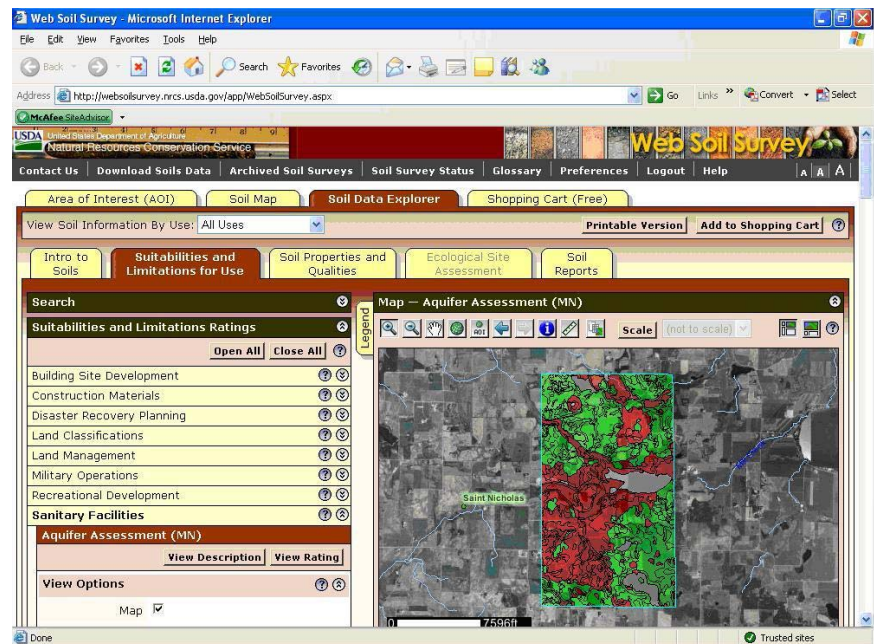 Web Soil Survey - Microsoft Internet Explorer
File Edit View Favorites Tools Help
Back Search Favorites
Address http://websoilsurvey.nrcs.usda.gov/app/WebSoilSurvey.aspx Go Links » Convert Select
McAfee SiteAdvisor
USDA United States Department of Agriculture
Natural Resources Conservation Service Web Soil Survey
Contact Us Download Soils Data Archived Soil Surveys Soil Survey Status Glossary Preferences Logout Help A A A
Area of Interest (AOI) Soil Map Soil Data Explorer Shopping Cart (Free)
View Soil Information By Use: All Uses Printable Version Add to Shopping Cart ?
Intro to Soils Suitabilities and Limitations for Use Soil Properties and Qualities Ecological Site Assessment Soil Reports
Search
Map — Aquifer Assessment (MN)
Legend
Suitabilities and Limitations Ratings
AOI Scale (not to scale) ?
Open All Close All ?
Building Site Development ?
Construction Materials ?
Disaster Recovery Planning ?
Land Classifications ?
Land Management ?
Military Operations ?
Recreational Development ?
Sanitary Facilities ?
Saint Nicholas
Aquifer Assessment (MN)
View Description View Rating
View Options ?
Map
0 7596ft
Done Trusted sites